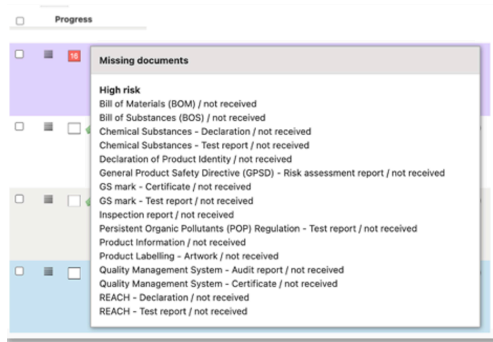 Progress
16
Missing documents
High risk
Bill of Materials (BOM) / not received
Bill of Substances (BOS) / not received
Chemical Substances - Declaration / not received
Chemical Substances - Test report / not received
Declaration of Product Identity / not received
General Product Safety Directive (GPSD) - Risk assessment report / not received
GS mark - Certificate / not received
GS mark - Test report / not received
Inspection report / not received
Persistent Organic Pollutants (POP) Regulation - Test report / not received
Product Information / not received
Product Labelling - Artwork / not received
Quality Management System - Audit report / not received
Quality Management System - Certificate / not received
REACH - Declaration / not received
REACH - Test report / not received